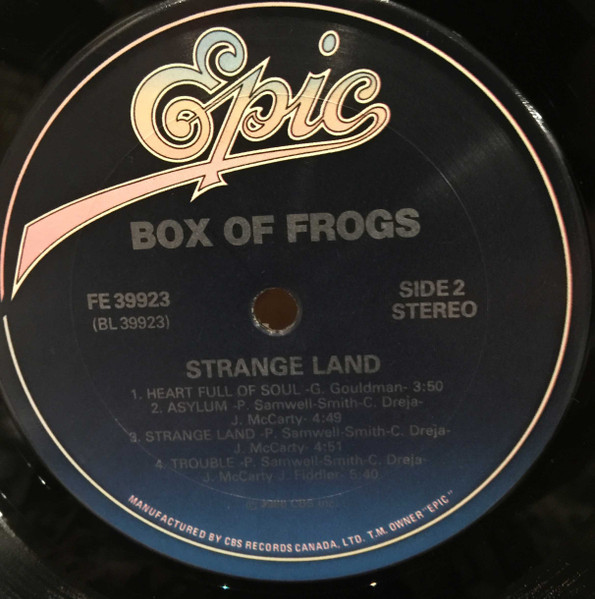 Epic
BOX OF FROGS
FE 39923
(BL 39923)
SIDE 2
STEREO
STRANGE LAND
1. HEART FULL OF SOUL -G. Gouldman- 3:50
2. ASYLUM -P. Samwell-Smith-C. Dreja-
J. McCarty- 4:49
3. STRANGE LAND -P. Samwell-Smith-C. Dreja-
J. McCarty- 4:51
4. TROUBLE -P. Samwell-Smith-C. Dreja-
J. McCarty J. Fiddler- 5:40
CBS Inc.
MANUFACTURED BY CBS RECORDS CANADA, LTD. T.M. OWNER "EPIC"